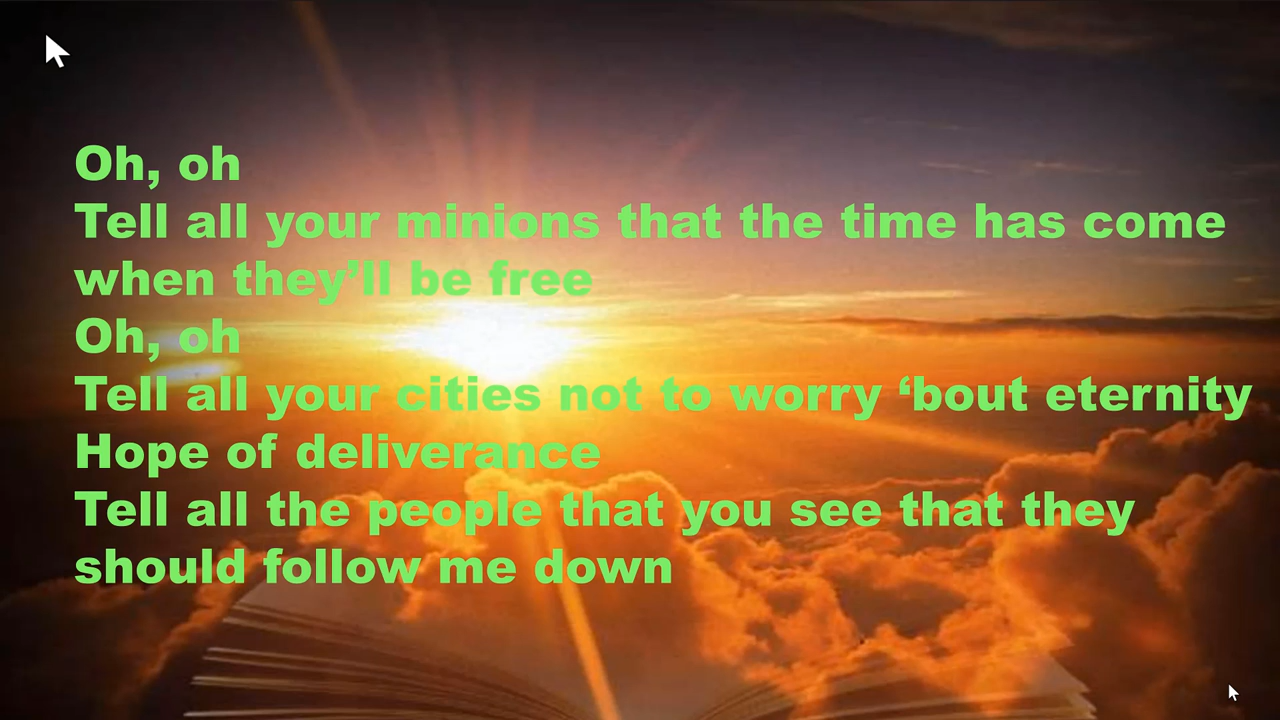 Oh, oh
Tell all your minions that the time has come
when they’ll be free
Oh, oh
Tell all your cities not to worry ‘bout eternity
Hope of deliverance
Tell all the people that you see that they
should follow me down